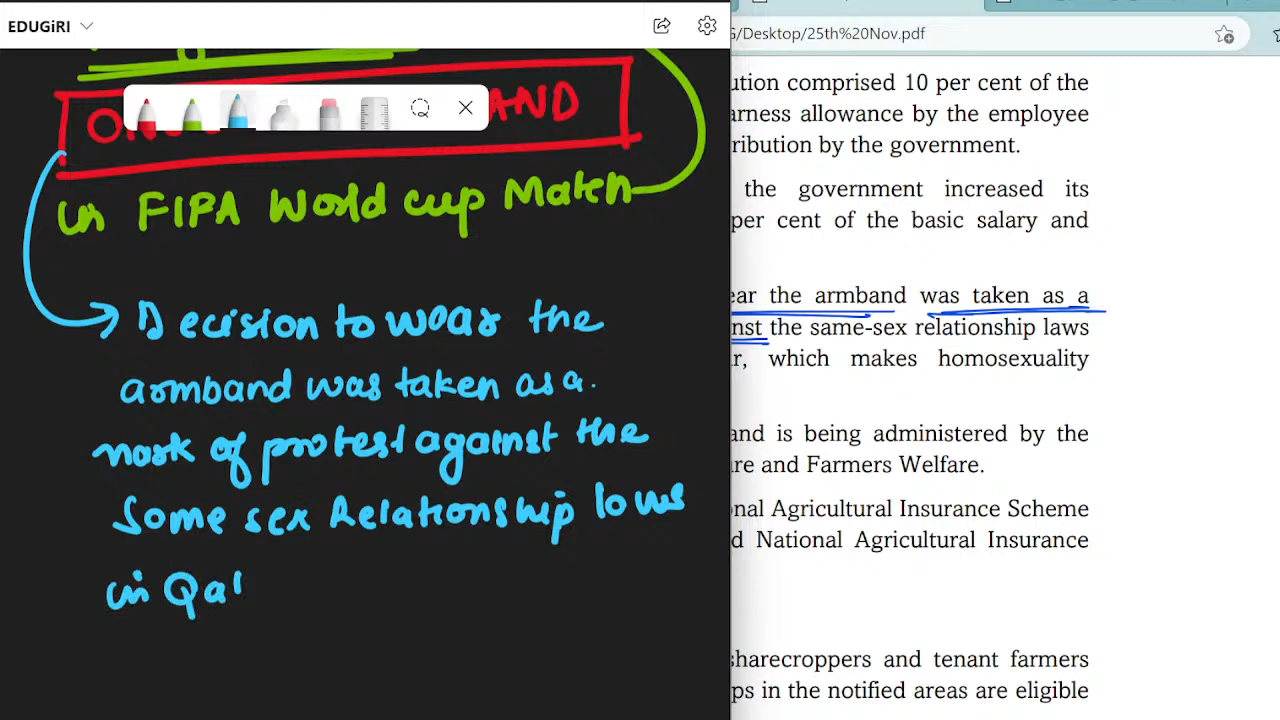 EDUGiRI
G/Desktop/25th%20Nov.pdf
AND
in FIPA World cup Match
→ Decision to wear the
armband was taken as a.
mark of protest against the
Same sex Relationship laws
in Qat
ution comprised 10 per cent of the
arness allowance by the employee
ribution by the government.
the government increased its
per cent of the basic salary and
ear the armband was taken as a
nst the same-sex relationship laws
r, which makes homosexuality
and is being administered by the
re and Farmers Welfare.
onal Agricultural Insurance Scheme
d National Agricultural Insurance
sharecroppers and tenant farmers
ps in the notified areas are eligible